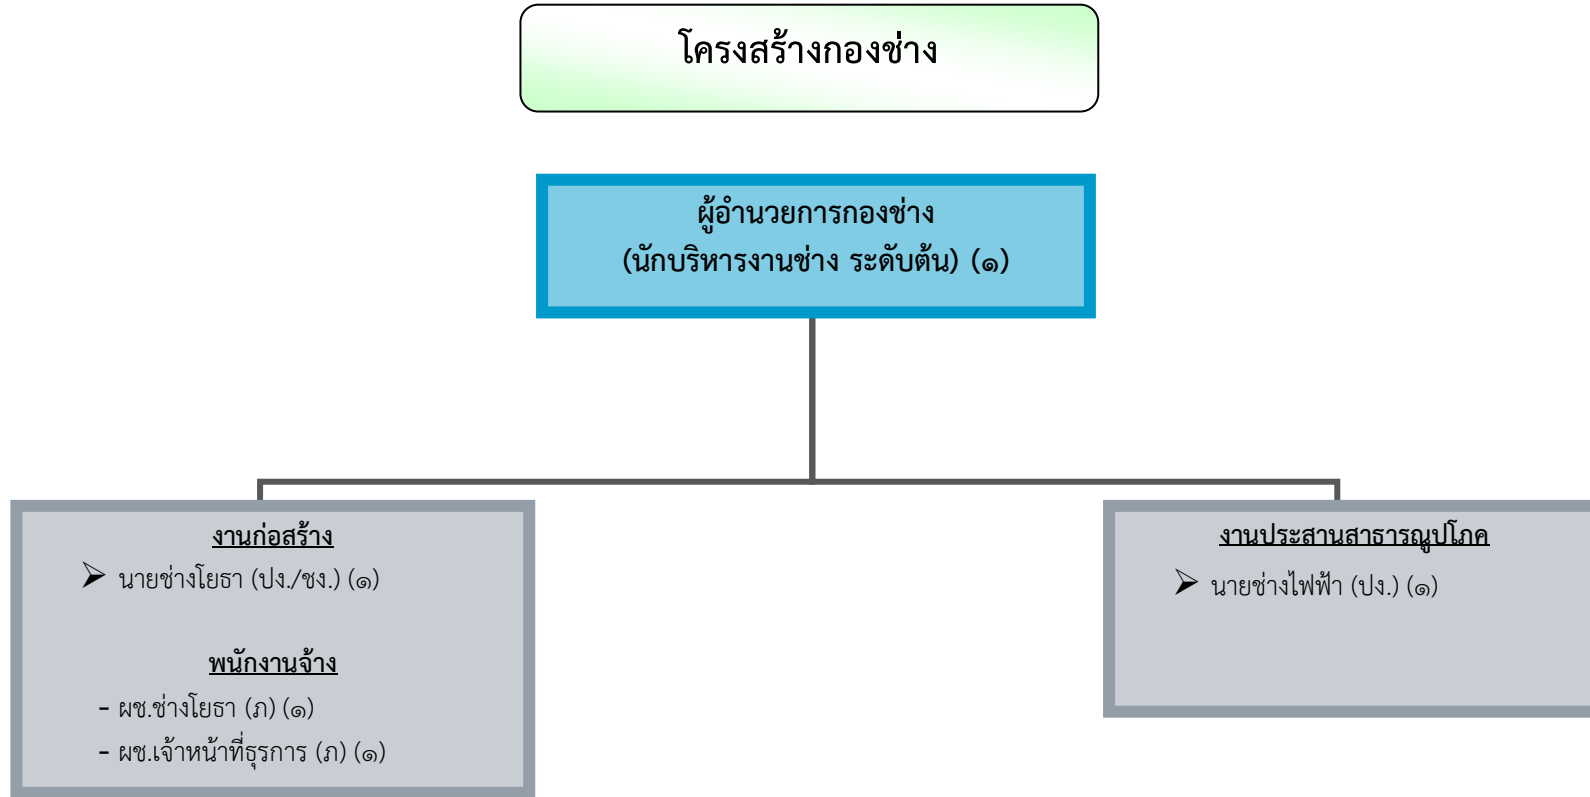 โครงสร้างกองช่าง
ผู้อำนวยการกองช่าง
(นักบริหารงานช่าง ระดับต้น) (๑)
งานก่อสร้าง
➢ นายช่างโยธา (ปง./ชง.) (๑)
พนักงานจ้าง
- ผช.ช่างโยธา (ภ) (๑)
- ผช.เจ้าหน้าที่ธุรการ (ภ) (๑)
งานประสานสาธารณูปโภค
➢ นายช่างไฟฟ้า (ปง.) (๑)